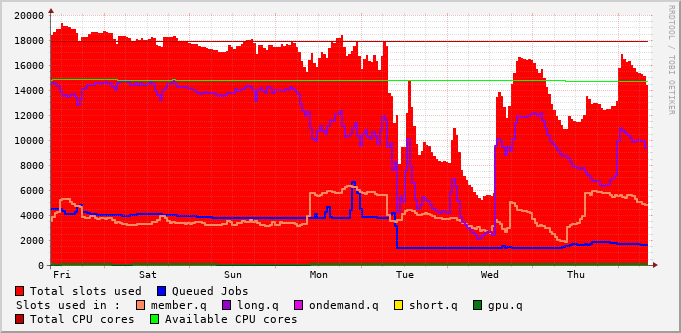 RRDTOOL / TOBI OETIKER
20000
18000
16000
14000
12000
10000
8000
6000
4000
2000
0
Fri Sat Sun Mon Tue Wed Thu
Total slots used Queued Jobs
Slots used in : member.q long.q ondemand.q short.q gpu.q
Total CPU cores Available CPU cores